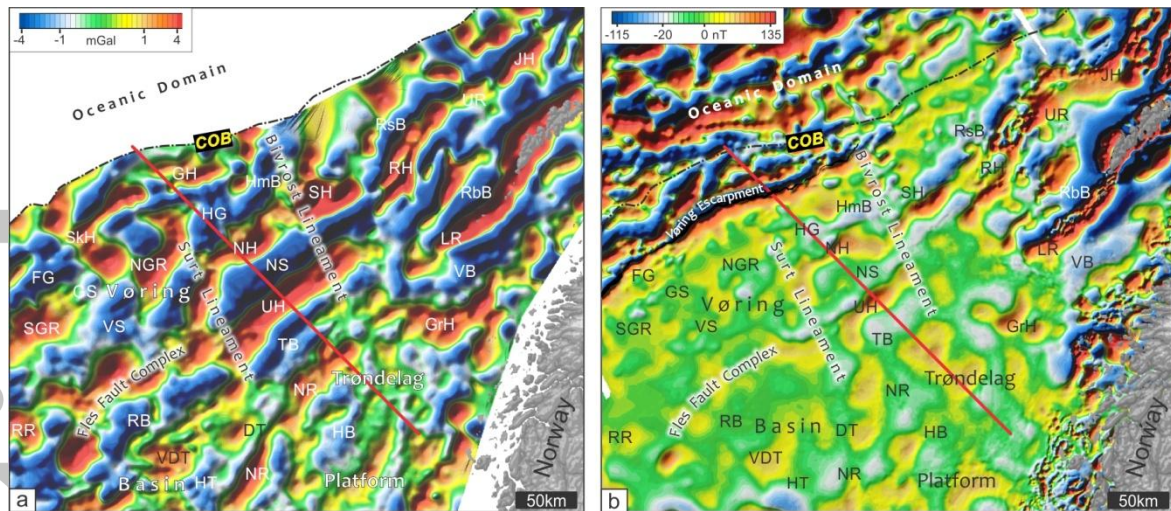 -4 -1 mGal 1 4
a
Oceanic Domain
COB
Bivrost Lineament
Surt Lineament
JH
UR
RsB
RH
GH
HmB
SH
RbB
HG
SkH
NH
LR
NGR
NS
VB
FG
GS
Vøring
UH
SGR
VS
GrH
TB
Fles Fault Complex
NR
Trøndelag
RR
RB
DT
HB
VDT
Basin
HT
NR
Platform
Norway
50km
-115 -20 0 nT 135
b
Oceanic Domain
COB
Vøring Escarpment
Bivrost Lineament
Surt Lineament
JH
UR
RsB
RH
RbB
SH
HmB
HG
NH
LR
NGR
NS
VB
FG
GS
Vøring
UH
SGR
VS
GrH
TB
Fles Fault Complex
NR
Trøndelag
RR
RB
Basin
DT
HB
VDT
HT
NR
Platform
Norway
50km